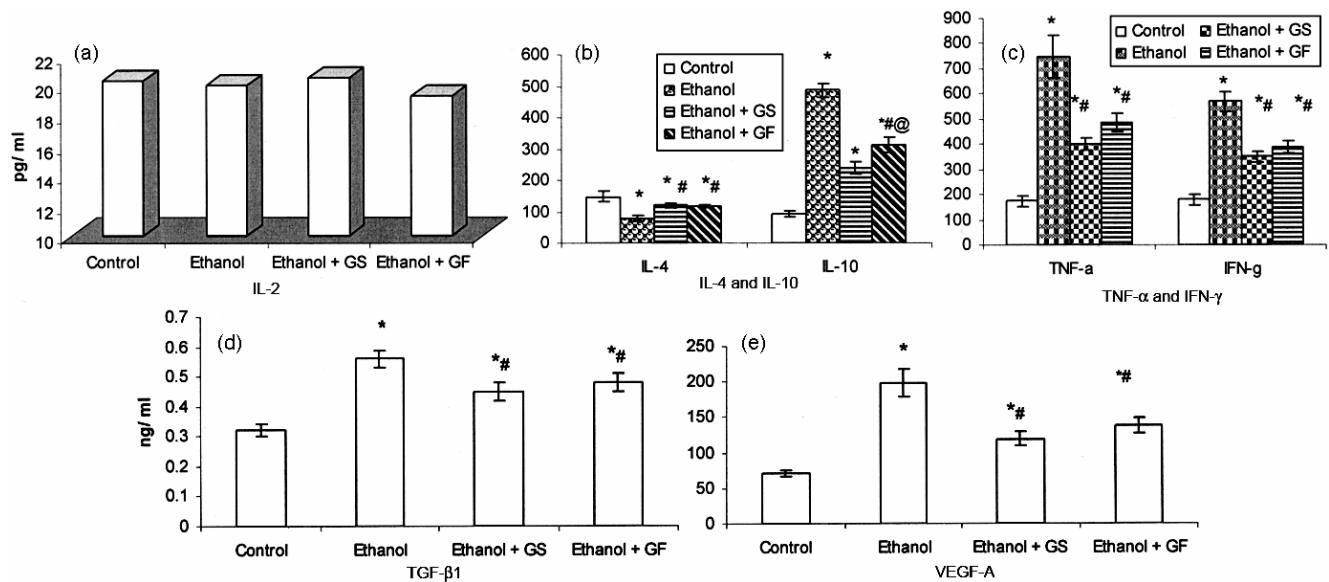 (a)
pg/ ml
22
20
18
16
14
12
10
Control Ethanol Ethanol + GS Ethanol + GF
IL-2
(b)
600
500
400
300
200
100
0
Control
Ethanol
Ethanol + GS
Ethanol + GF
* * # *#
* * *#@
IL-4 IL-10
IL-4 and IL-10
(c)
900
800
700
600
500
400
300
200
100
0
Control Ethanol + GS
Ethanol Ethanol + GF
* *# *#
* *# *#
TNF-a IFN-g
TNF-α and IFN-γ
(d)
ng/ ml
0.7
0.6
0.5
0.4
0.3
0.2
0.1
0
* *# *#
Control Ethanol Ethanol + GS Ethanol + GF
TGF-β1
(e)
250
200
150
100
50
0
* *# *#
Control Ethanol Ethanol + GS Ethanol + GF
VEGF-A